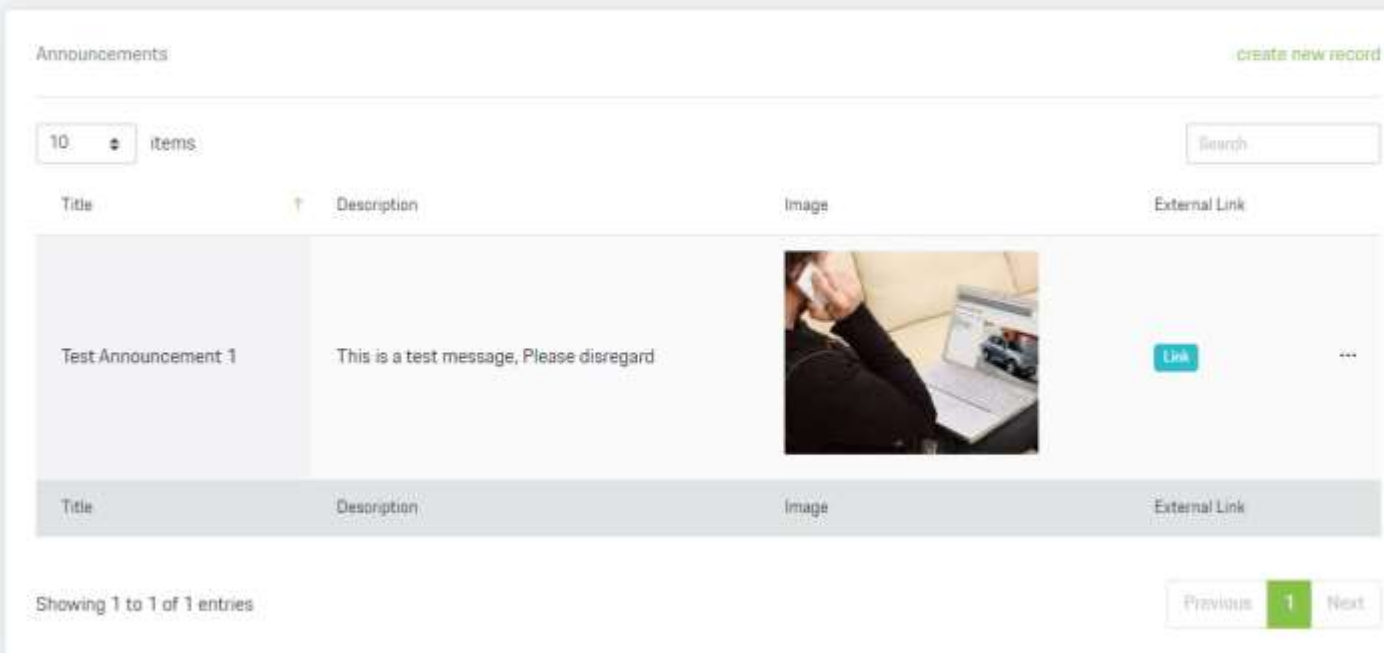 Announcements
create new record
10 items
Search
Title Description Image External Link
Test Announcement 1 This is a test message, Please disregard Link ...
Title Description Image External Link
Showing 1 to 1 of 1 entries
Previous 1 Next